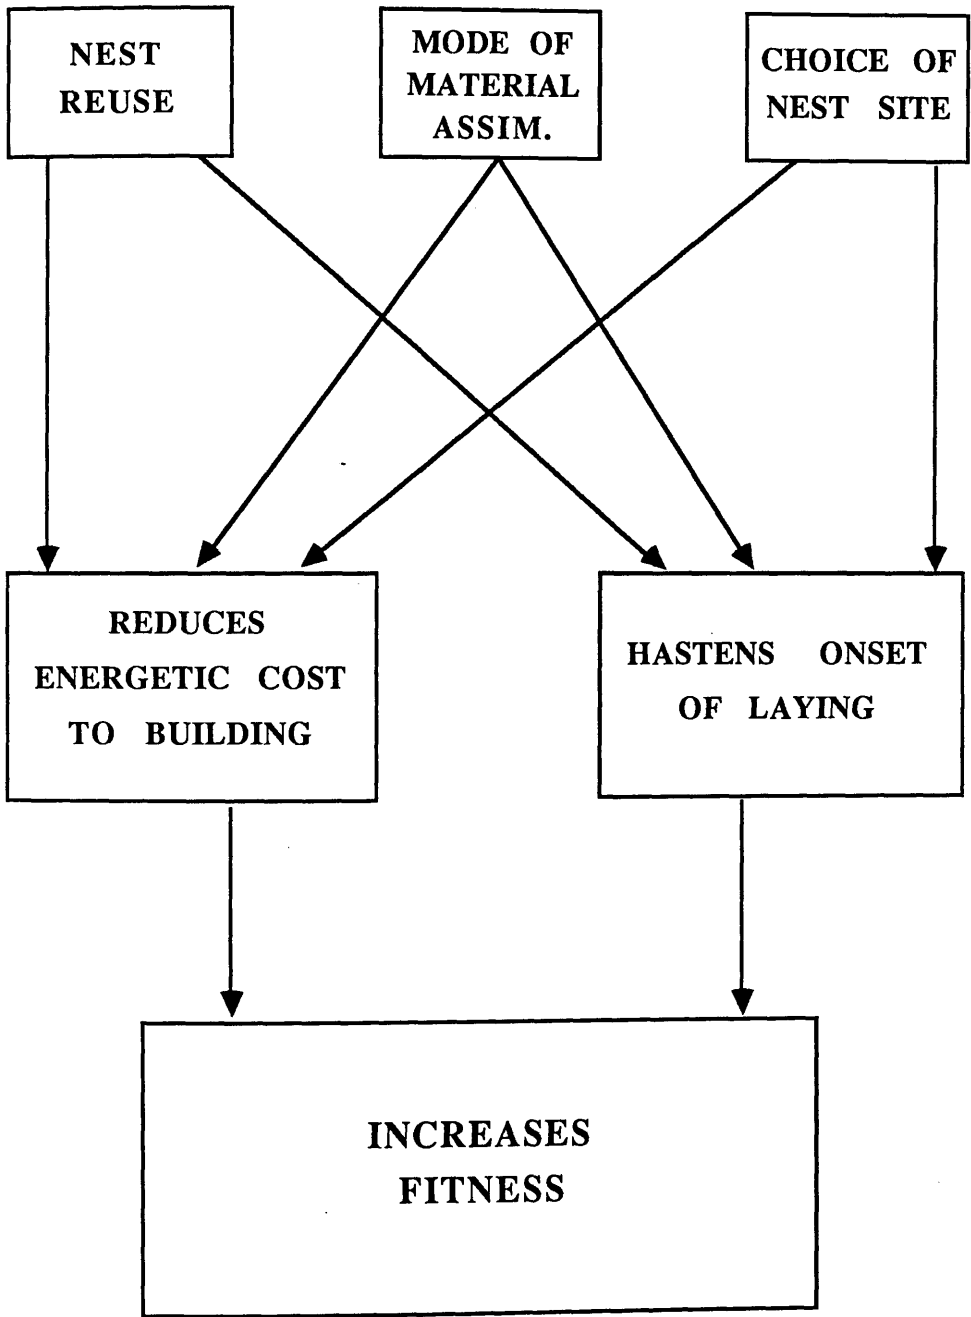 NEST
REUSE
MODE OF
MATERIAL
ASSIM.
CHOICE OF
NEST SITE
REDUCES
ENERGETIC COST
TO BUILDING
HASTENS ONSET
OF LAYING
INCREASES
FITNESS